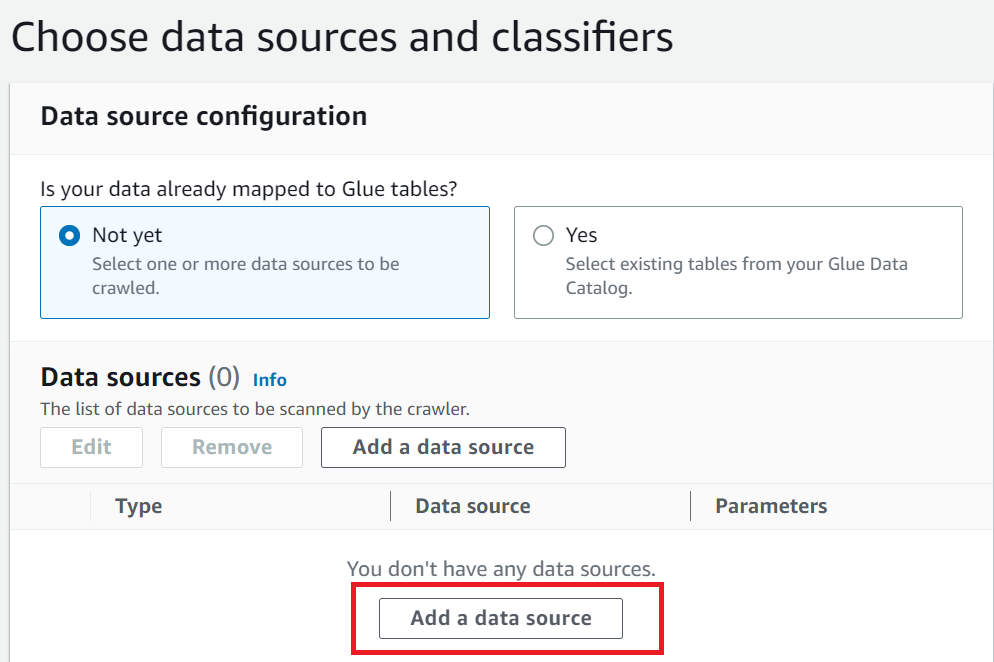 Choose data sources and classifiers
Data source configuration
Is your data already mapped to Glue tables?
Not yet
Select one or more data sources to be
crawled.
Yes
Select existing tables from your Glue Data
Catalog.
Data sources (0) Info
The list of data sources to be scanned by the crawler.
Edit Remove Add a data source
Type Data source Parameters
You don't have any data sources.
Add a data source